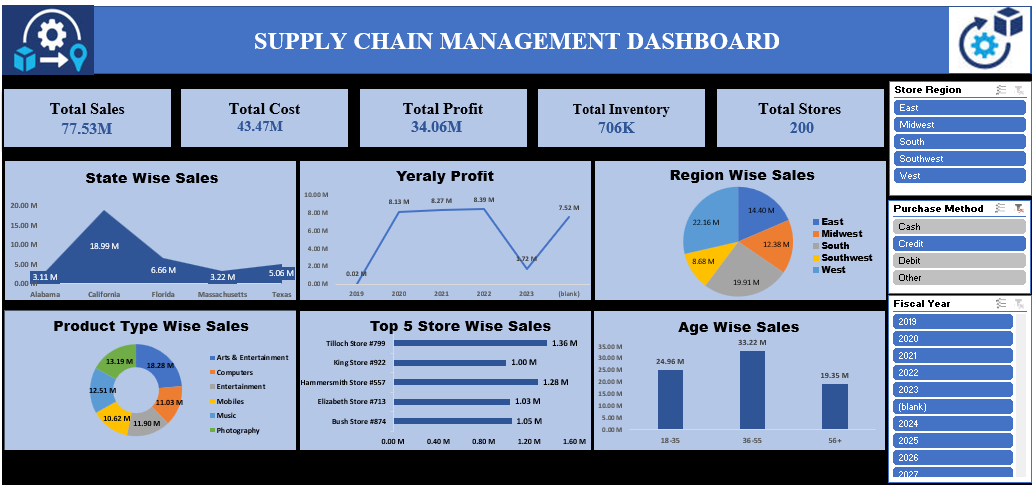 SUPPLY CHAIN MANAGEMENT DASHBOARD
Total Sales
77.53M
Total Cost
43.47M
Total Profit
34.06M
Total Inventory
706K
Total Stores
200
Store Region
East
Midwest
South
Southwest
West
State Wise Sales
20.00 M
15.00 M
10.00 M
5.00 M
0.00 M
3.11 M
18.99 M
6.66 M
3.22 M
5.06 M
Alabama
California
Florida
Massachusetts
Texas
Yeraly Profit
10.00 M
8.00 M
6.00 M
4.00 M
2.00 M
0.00 M
0.02 M
8.13 M
8.27 M
8.39 M
1.72 M
7.52 M
2019
2020
2021
2022
2023
(blank)
Region Wise Sales
14.40 M
12.38 M
19.91 M
8.68 M
22.16 M
East
Midwest
South
Southwest
West
Purchase Method
Cash
Credit
Debit
Other
Product Type Wise Sales
18.28 M
11.03 M
11.90 M
10.62 M
12.51 M
13.19 M
Arts & Entertainment
Computers
Entertainment
Mobiles
Music
Photography
Top 5 Store Wise Sales
Tilloch Store #799
1.36 M
King Store #922
1.00 M
Hammersmith Store #557
1.28 M
Elizabeth Store #713
1.03 M
Bush Store #874
1.05 M
0.00 M
0.40 M
0.80 M
1.20 M
1.60 M
Age Wise Sales
35.00 M
30.00 M
25.00 M
20.00 M
15.00 M
10.00 M
5.00 M
0.00 M
24.96 M
33.22 M
19.35 M
18-35
36-55
56+
Fiscal Year
2019
2020
2021
2022
2023
(blank)
2024
2025
2026
2027